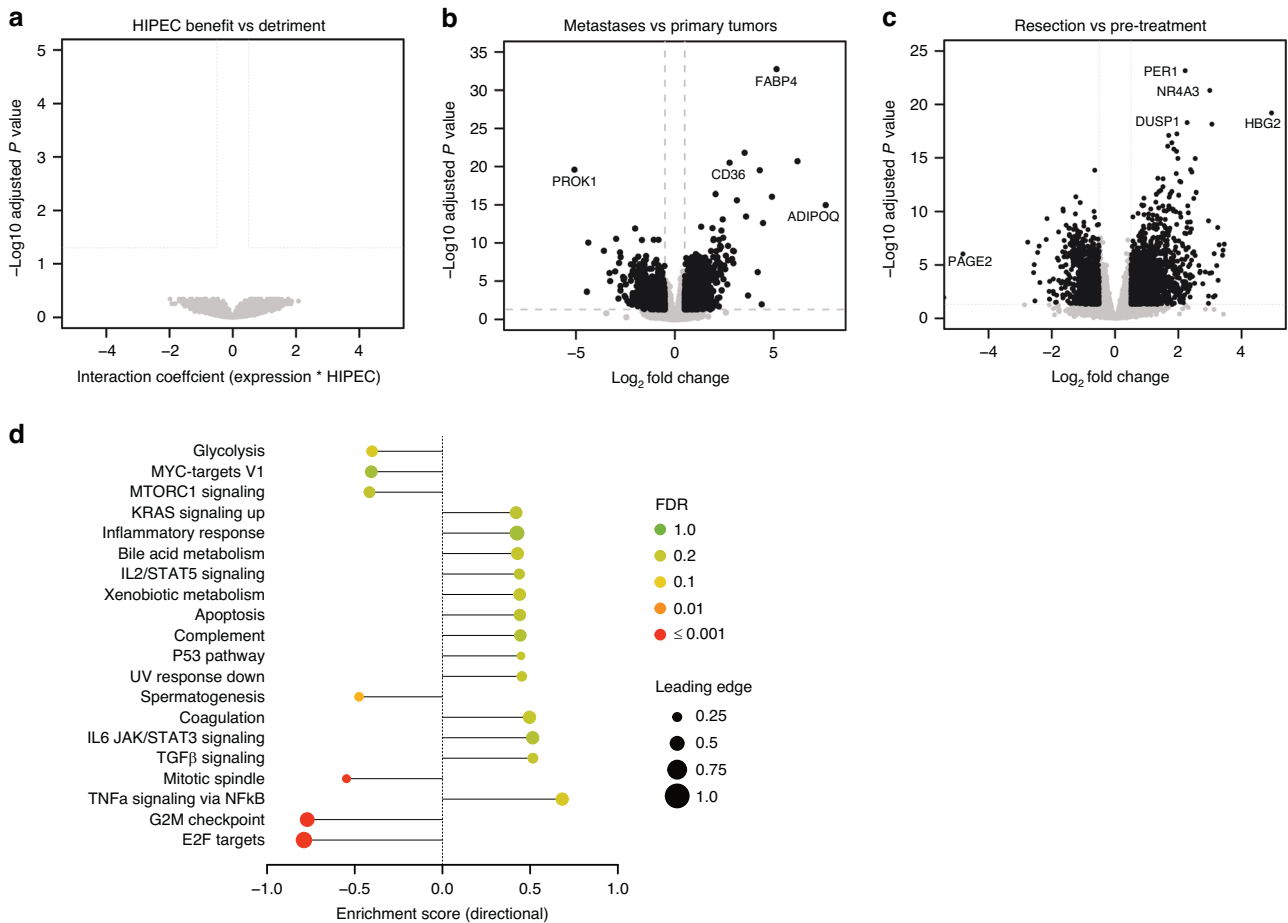 a
HIPEC benefit vs detriment
5
4
3
2
1
0
−Log10 adjusted P value
−4
−2
0
2
4
Interaction coeffcient (expression * HIPEC)
b
Metastases vs primary tumors
35
30
25
20
15
10
5
0
−Log10 adjusted P value
FABP4
CD36
PROK1
ADIPOQ
−5
0
5
Log2 fold change
c
Resection vs pre-treatment
25
20
15
10
5
0
−Log10 adjusted P value
PER1
NR4A3
DUSP1
HBG2
PAGE2
−4
−2
0
2
4
Log2 fold change
d
Glycolysis
MYC-targets V1
MTORC1 signaling
KRAS signaling up
Inflammatory response
Bile acid metabolism
IL2/STAT5 signaling
Xenobiotic metabolism
Apoptosis
Complement
P53 pathway
UV response down
Spermatogenesis
Coagulation
IL6 JAK/STAT3 signaling
TGFβ signaling
Mitotic spindle
TNFa signaling via NFkB
G2M checkpoint
E2F targets
−1.0
−0.5
0.0
0.5
1.0
Enrichment score (directional)
FDR
1.0
0.2
0.1
0.01
≤ 0.001
Leading edge
0.25
0.5
0.75
1.0